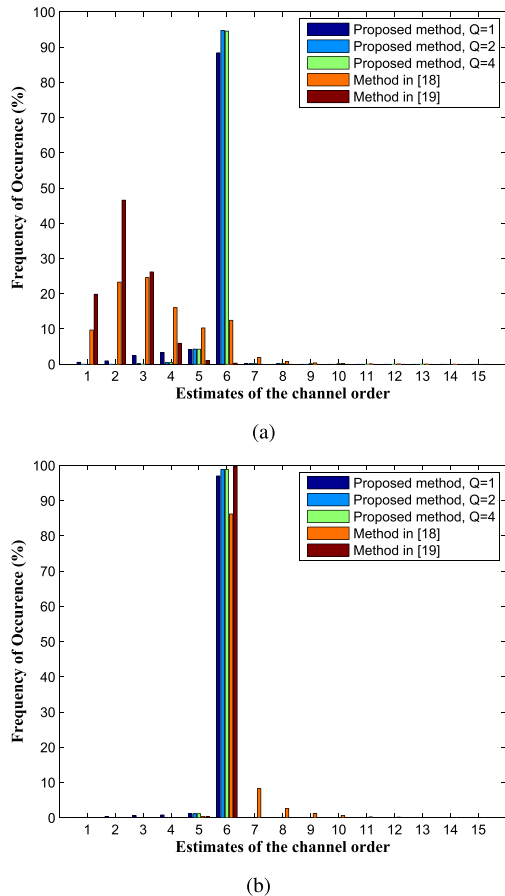 100
90
80
70
60
50
40
30
20
10
0
Frequency of Occurence (%)
Proposed method, Q=1
Proposed method, Q=2
Proposed method, Q=4
Method in [18]
Method in [19]
1 2 3 4 5 6 7 8 9 10 11 12 13 14 15
Estimates of the channel order
(a)
100
90
80
70
60
50
40
30
20
10
0
Frequency of Occurence (%)
Proposed method, Q=1
Proposed method, Q=2
Proposed method, Q=4
Method in [18]
Method in [19]
1 2 3 4 5 6 7 8 9 10 11 12 13 14 15
Estimates of the channel order
(b)